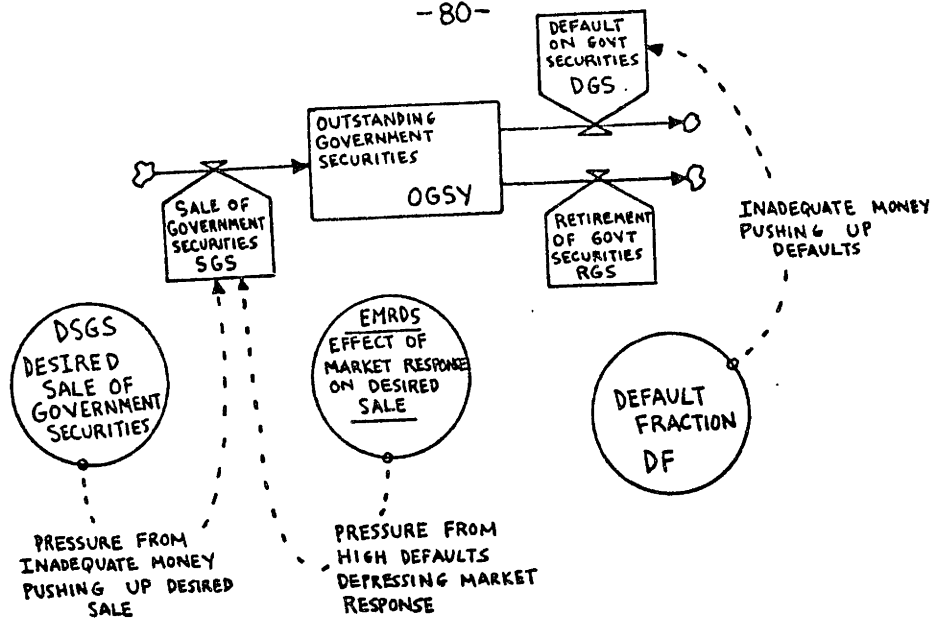 -80-
DEFAULT
ON GOVT
SECURITIES
DGS
OUTSTANDING
GOVERNMENT
SECURITIES
OGSY
SALE OF
GOVERNMENT
SECURITIES
SGS
RETIREMENT
OF GOVT
SECURITIES
RGS
INADEQUATE MONEY
PUSHING UP
DEFAULTS
DSGS
DESIRED
SALE OF
GOVERNMENT
SECURITIES
EMRDS
EFFECT OF
MARKET RESPONSE
ON DESIRED
SALE
DEFAULT
FRACTION
DF
PRESSURE FROM
INADEQUATE MONEY
PUSHING UP DESIRED
SALE
PRESSURE FROM
HIGH DEFAULTS
DEPRESSING MARKET
RESPONSE